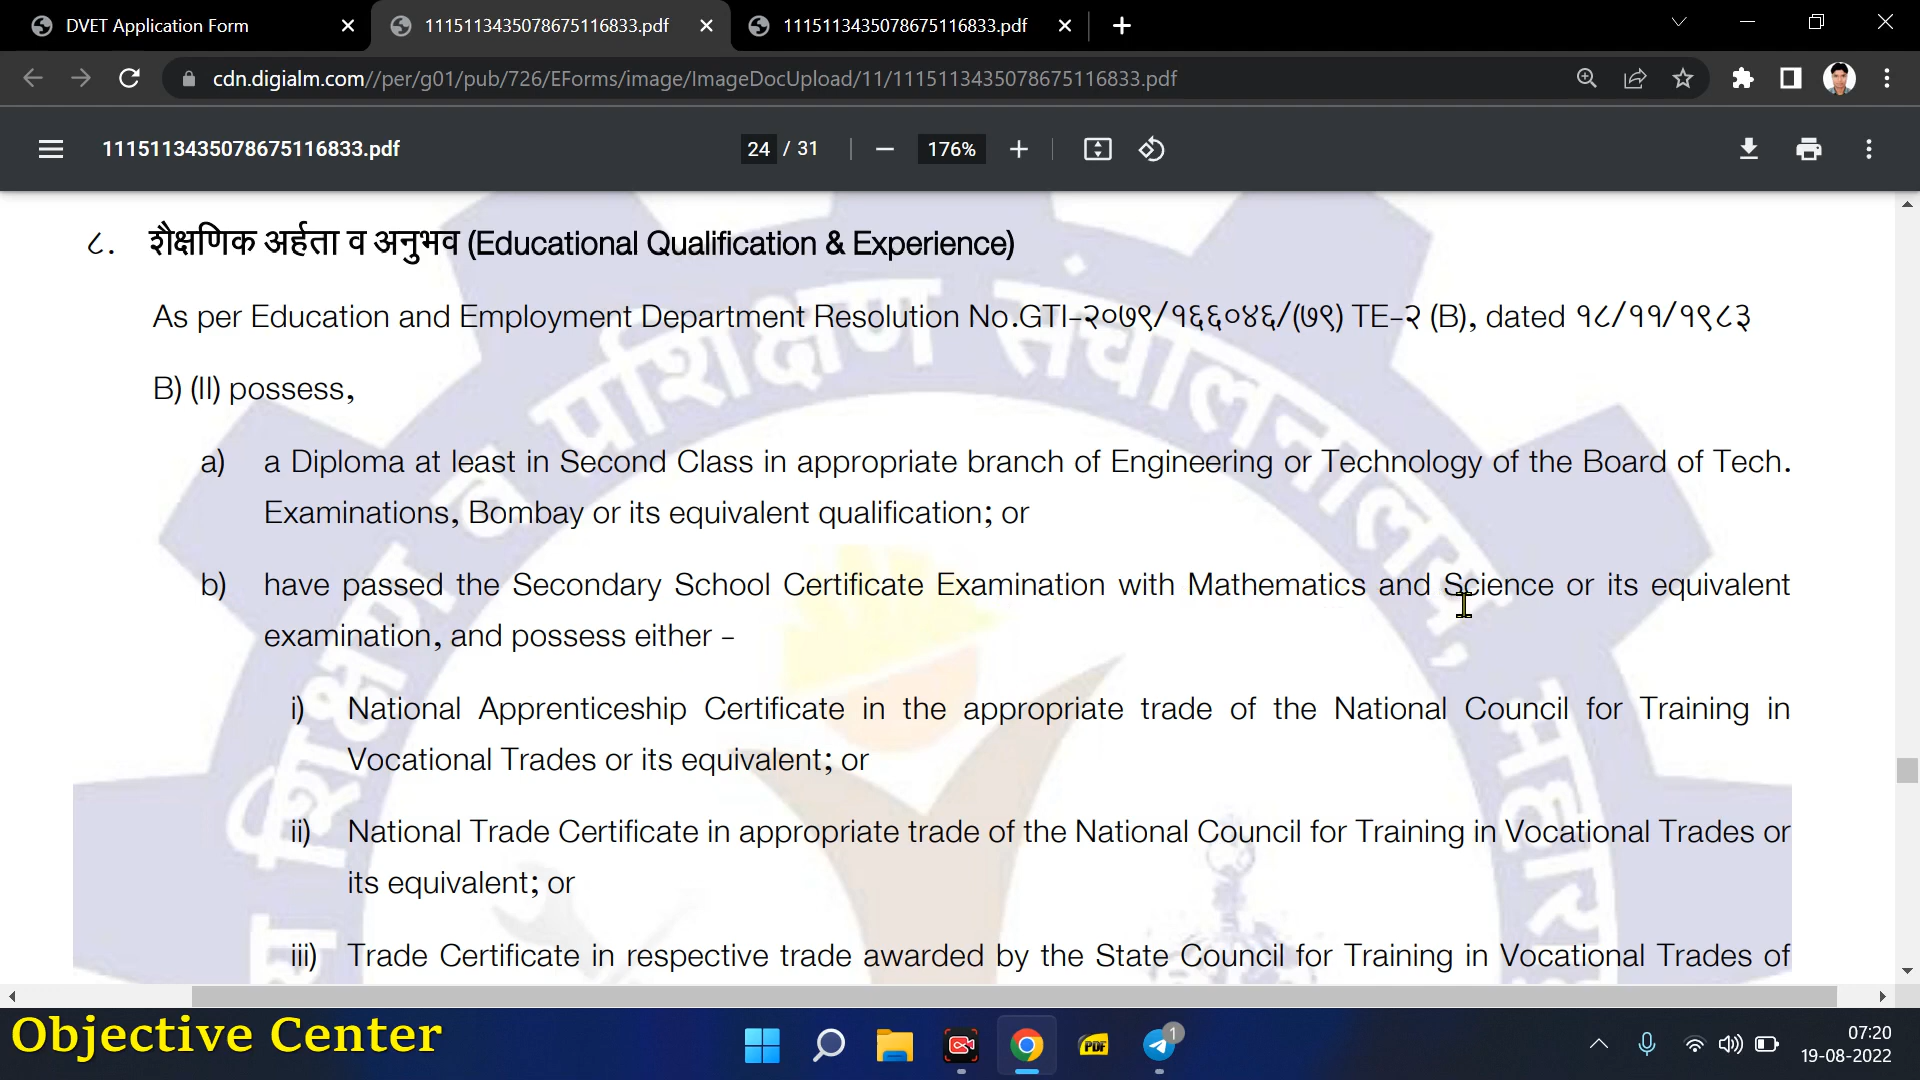 DVET Application Form
1115113435078675116833.pdf
1115113435078675116833.pdf
cdn.digialm.com//per/g01/pub/726/EForms/image/ImageDocUpload/11/1115113435078675116833.pdf
1115113435078675116833.pdf
24 / 31
176%
८. शैक्षणिक अर्हता व अनुभव (Educational Qualification & Experience)
As per Education and Employment Department Resolution No.GTI-२०७९/१६६०४६/(७९) TE-२ (B), dated १८/११/१९८३
B) (II) possess,
a) a Diploma at least in Second Class in appropriate branch of Engineering or Technology of the Board of Tech.
Examinations, Bombay or its equivalent qualification; or
b) have passed the Secondary School Certificate Examination with Mathematics and Science or its equivalent
examination, and possess either –
i) National Apprenticeship Certificate in the appropriate trade of the National Council for Training in
Vocational Trades or its equivalent; or
ii) National Trade Certificate in appropriate trade of the National Council for Training in Vocational Trades or
its equivalent; or
iii) Trade Certificate in respective trade awarded by the State Council for Training in Vocational Trades of
शिक्षण व प्रशिक्षण संचालनालय,
Objective Center
PDF
1
07:20
19-08-2022